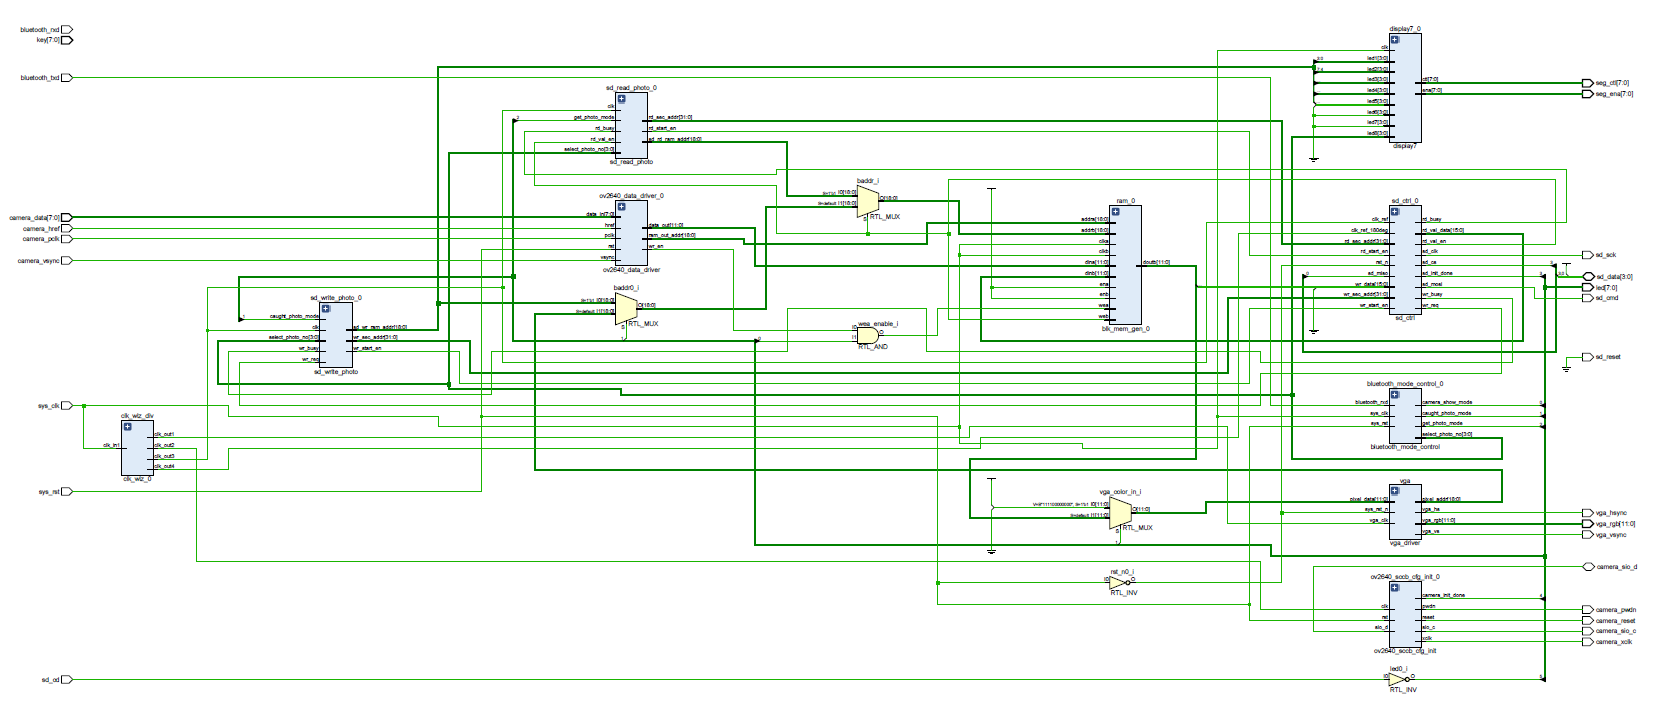 bluetooth_rxd
key[7:0]
bluetooth_txd
camera_data[7:0]
camera_href
camera_pclk
camera_vsync
sys_clk
sys_rst
sd_cd
clk_wiz_div
clk_in1
clk_out1
clk_out2
clk_out3
clk_out4
clk_wiz_0
sd_write_photo_0
caught_photo_mode
clk
select_photo_no[3:0]
wr_busy
wr_req
sd_wr_ram_addr[18:0]
wr_sec_addr[31:0]
wr_start_en
sd_write_photo
sd_read_photo_0
clk
get_photo_mode
rd_busy
rd_val_en
select_photo_no[3:0]
rd_sec_addr[31:0]
rd_start_en
sd_rd_ram_addr[18:0]
sd_read_photo
ov2640_data_driver_0
data_in[7:0]
href
pclk
rst
vsync
data_out[11:0]
ram_out_addr[18:0]
wr_en
ov2640_data_driver
baddr0_i
S=1'b1 I0[18:0]
S=default I1[18:0]
O[18:0]
S
RTL_MUX
baddr_i
S=1'b1 I0[18:0]
S=default I1[18:0]
O[18:0]
S
RTL_MUX
wea_enable_i
I0
I1
O
RTL_AND
ram_0
addra[18:0]
addrb[18:0]
clka
clkb
dina[11:0]
dinb[11:0]
ena
enb
wea
web
doutb[11:0]
blk_mem_gen_0
vga_color_in_i
I0[11:0]
S=default I1[11:0]
O[11:0]
S
RTL_MUX
rst_n0_i
I0
O
RTL_INV
display7_0
clk
led1[3:0]
led2[3:0]
led3[3:0]
led4[3:0]
led5[3:0]
led6[3:0]
led7[3:0]
led8[3:0]
ctl[7:0]
ena[7:0]
display7
sd_ctrl_0
clk_ref
clk_ref_180deg
rd_sec_addr[31:0]
rd_start_en
rst_n
sd_miso
wr_data[15:0]
wr_sec_addr[31:0]
wr_start_en
rd_busy
rd_val_data[15:0]
rd_val_en
sd_clk
sd_cs
sd_init_done
sd_mosi
wr_busy
wr_req
sd_ctrl
bluetooth_mode_control_0
bluetooth_rxd
sys_clk
sys_rst
camera_show_mode
caught_photo_mode
get_photo_mode
select_photo_no[3:0]
bluetooth_mode_control
vga
pixel_data[11:0]
sys_rst_n
vga_clk
pixel_addr[18:0]
vga_hs
vga_rgb[11:0]
vga_vs
vga_driver
ov2640_sccb_cfg_init_0
clk
rst
sio_d
camera_init_done
pwdn
reset
sio_c
xclk
ov2640_sccb_cfg_init
led0_i
I0
O
RTL_INV
seg_ctl[7:0]
seg_ena[7:0]
sd_sck
sd_data[3:0]
led[7:0]
sd_cmd
sd_reset
vga_hsync
vga_rgb[11:0]
vga_vsync
camera_sio_d
camera_pwdn
camera_reset
camera_sio_c
camera_xclk